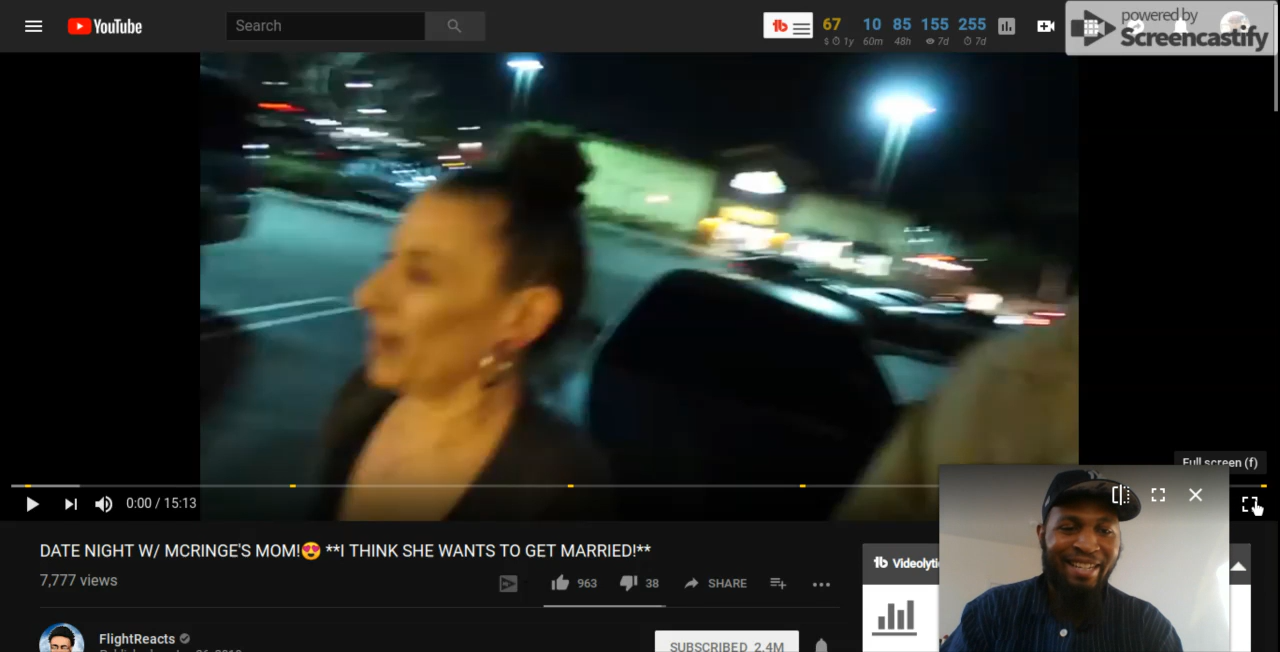 YouTube
Search
67 10 85 155 255
$ 1y 60m 48h 7d 7d
powered by
Screencastify
Full screen (f)
0:00 / 15:13
DATE NIGHT W/ MCRINGE'S MOM!😍 **I THINK SHE WANTS TO GET MARRIED!**
7,777 views
963 38 SHARE
tb Videolyti
FlightReacts
SUBSCRIBED 2.4M